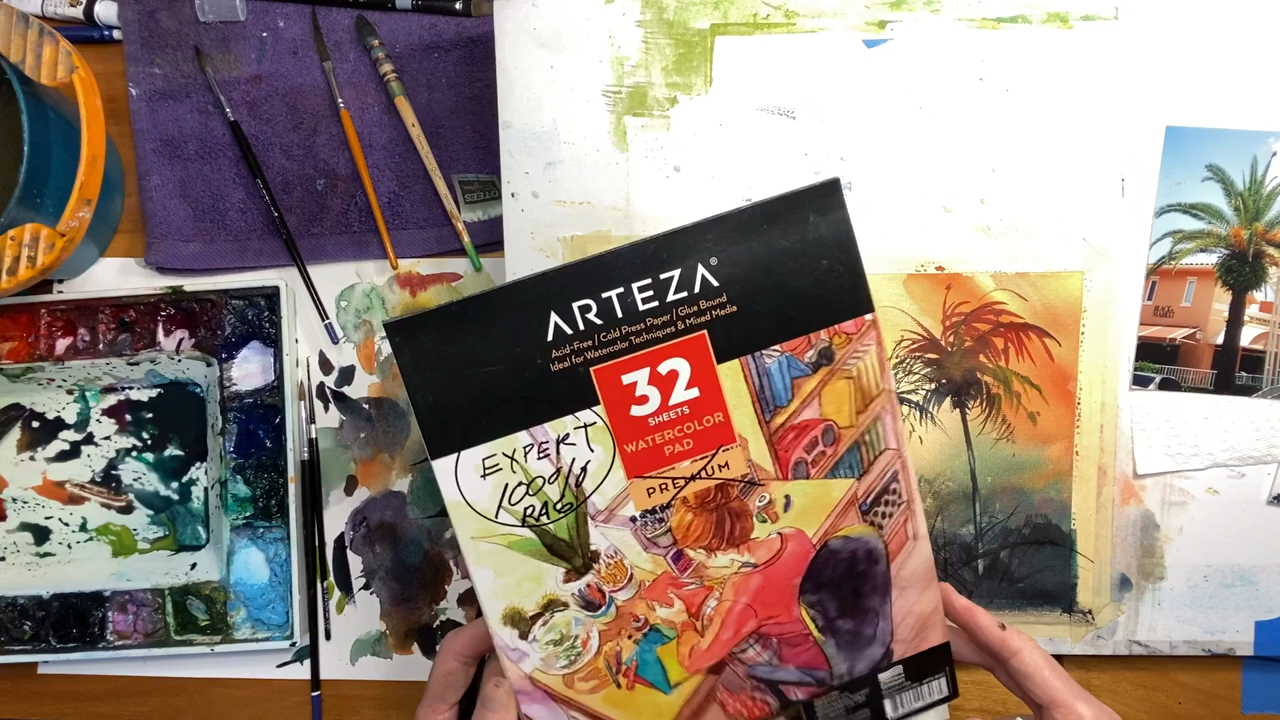 ARTEZA®
Acid-Free / Cold Press Paper / Glue Bound
Ideal for Watercolor Techniques & Mixed Media
32
SHEETS
WATERCOLOR
PAD
PREMIUM
EXPERT
100%
RAG